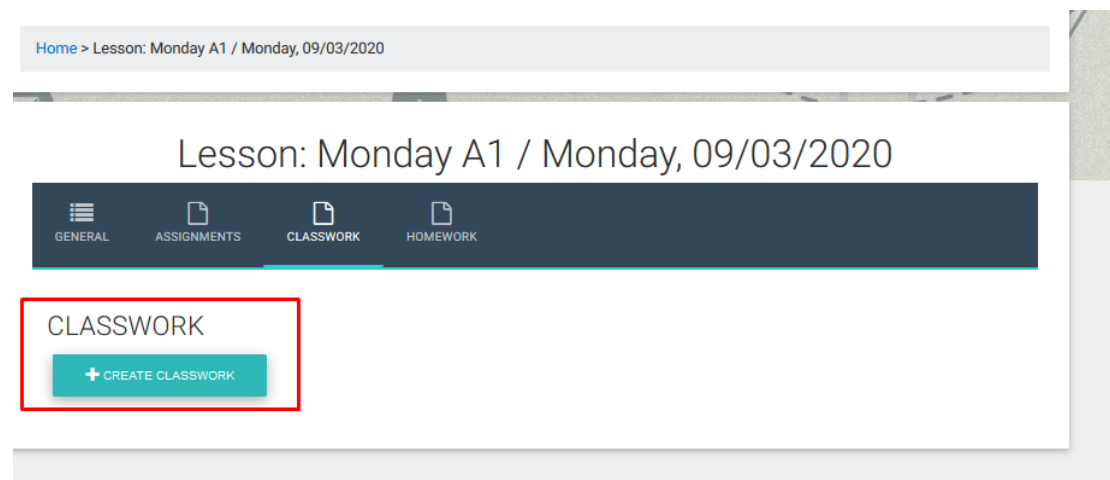 Home > Lesson: Monday A1 / Monday, 09/03/2020
Lesson: Monday A1 / Monday, 09/03/2020
GENERAL ASSIGNMENTS CLASSWORK HOMEWORK
CLASSWORK
CREATE CLASSWORK